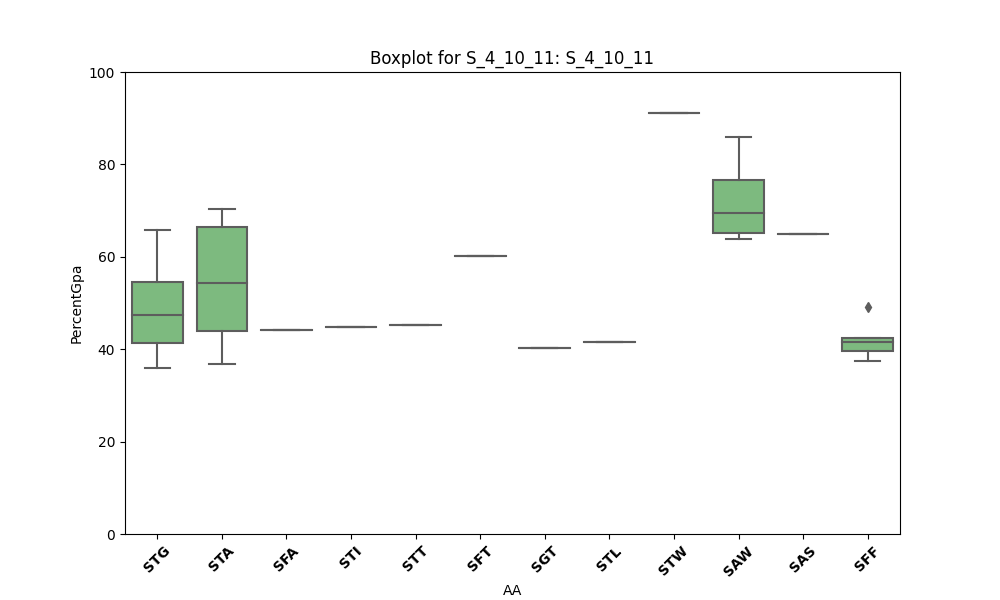 Boxplot for S_4_10_11: S_4_10_11
100
80
60
40
20
0
PercentGpa
STG STA SFA STI STT SFT SGT STL STW SAW SAS SFF
AA